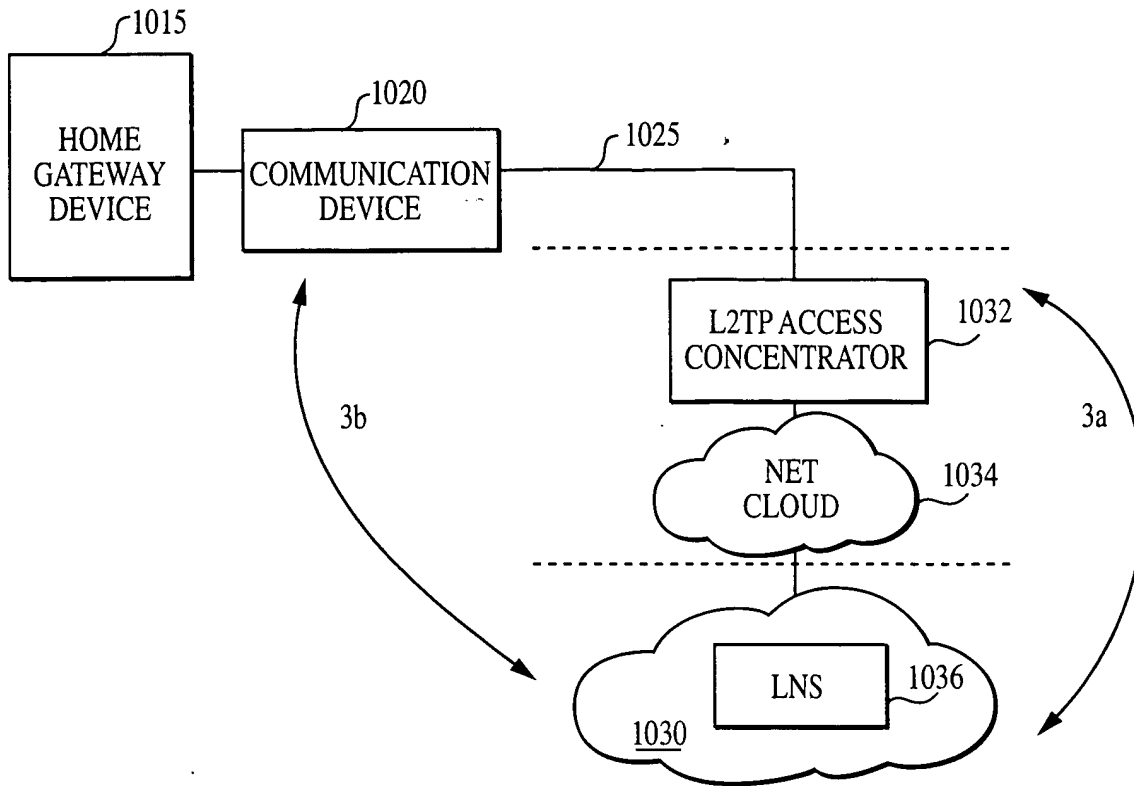 1015
HOME
GATEWAY
DEVICE
1020
COMMUNICATION
DEVICE
1025
L2TP ACCESS
CONCENTRATOR
1032
3b
3a
NET
CLOUD
1034
LNS
1036
1030